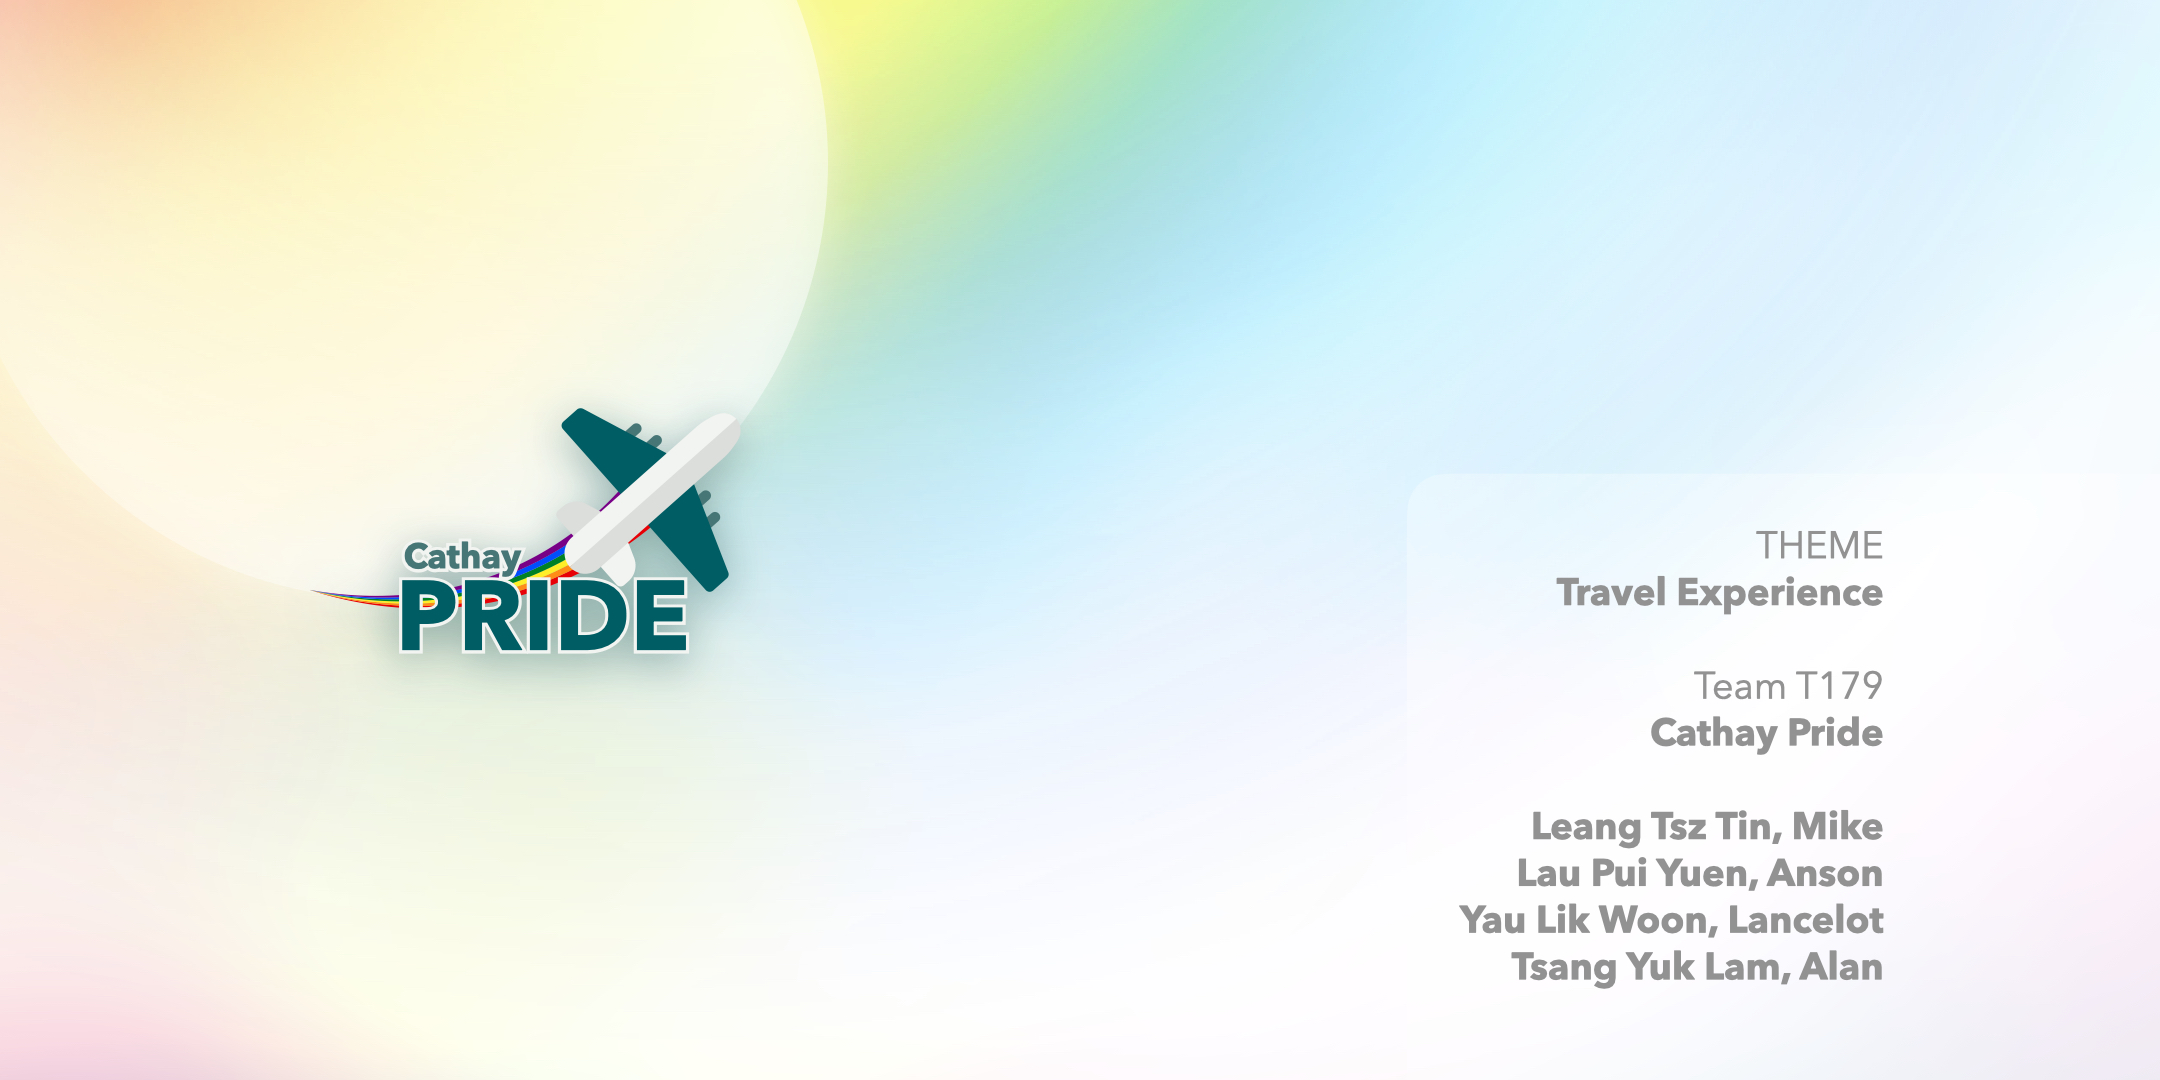 Cathay
PRIDE
THEME
Travel Experience
Team T179
Cathay Pride
Leang Tsz Tin, Mike
Lau Pui Yuen, Anson
Yau Lik Woon, Lancelot
Tsang Yuk Lam, Alan